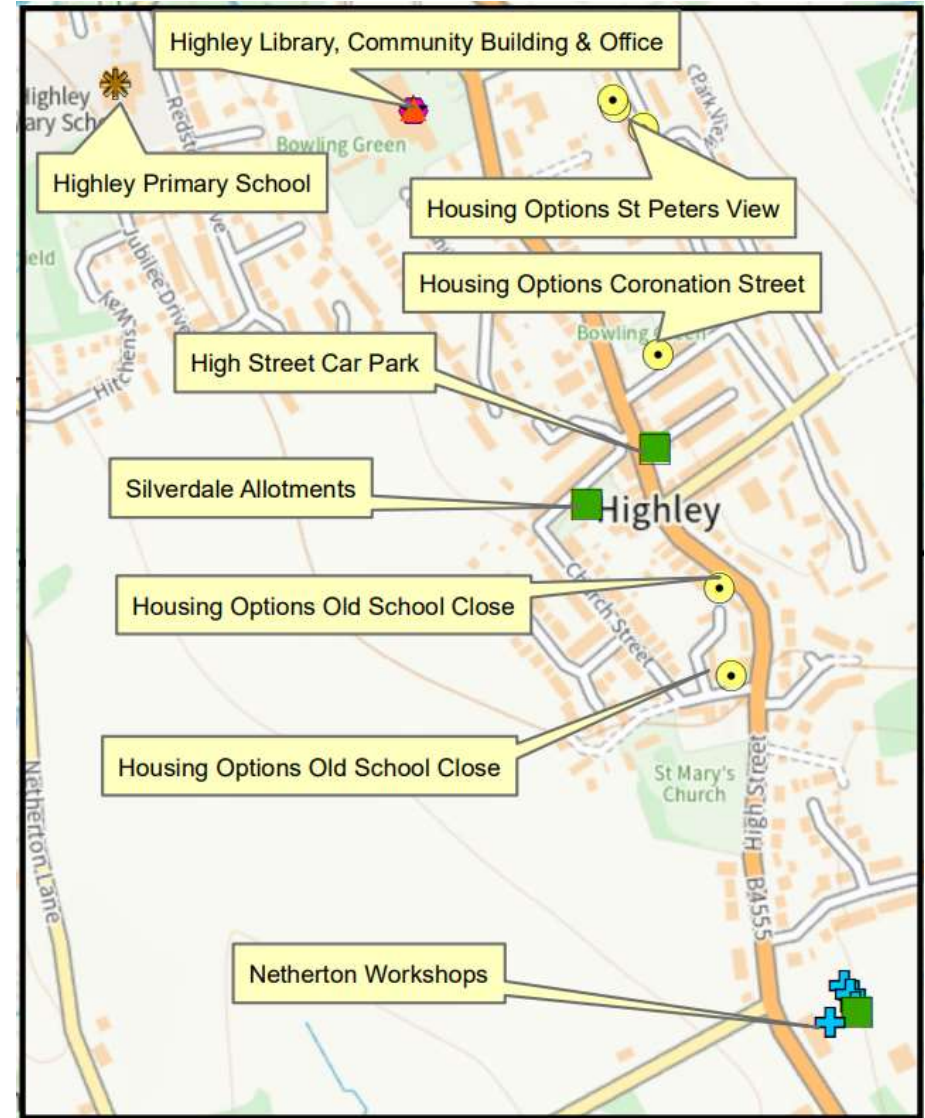 Highley Library, Community Building & Office
Highley Primary School
Bowling Green
Park View
Housing Options St Peters View
Jubilee Drive
Housing Options Coronation Street
Bowling
High Street Car Park
Silverdale Allotments
Highley
Housing Options Old School Close
Church Street
Housing Options Old School Close
St Mary's
Church
High Street
Netherton Lane
B4555
Netherton Workshops